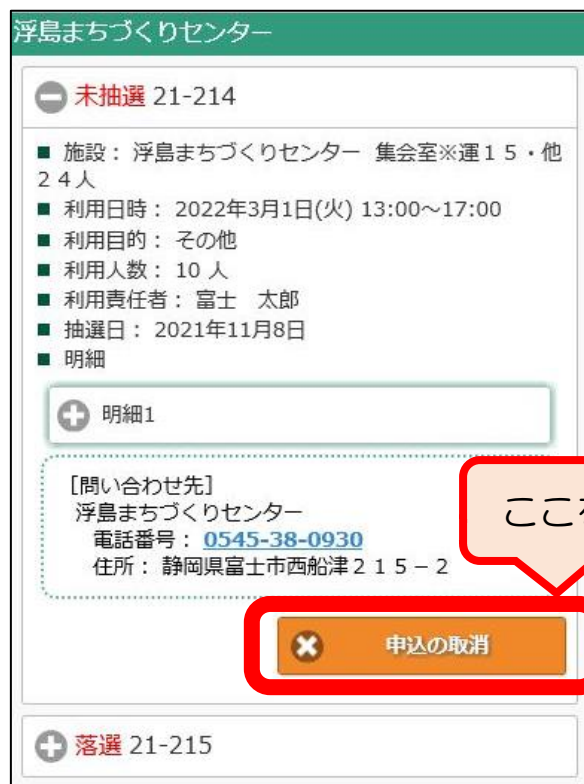 浮島まちづくりセンター
未抽選 21-214
■ 施設： 浮島まちづくりセンター 集会室※運１５・他
２４人
■ 利用日時： 2022年3月1日(火) 13:00～17:00
■ 利用目的： その他
■ 利用人数： 10 人
■ 利用責任者： 富士　太郎
■ 抽選日： 2021年11月8日
■ 明細
明細1
[問い合わせ先]
浮島まちづくりセンター
電話番号： 0545-38-0930
住所： 静岡県富士市西船津２１５－２
ここ
申込の取消
落選 21-215